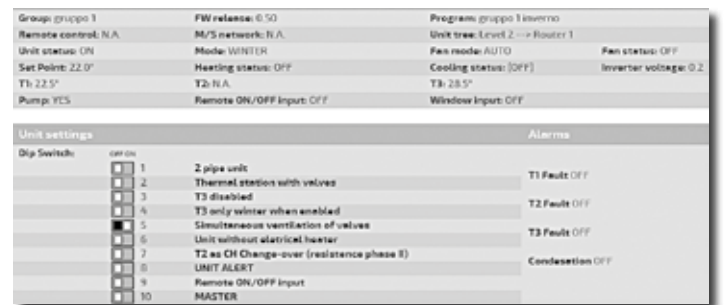 Group: gruppo 1 FW release: 0.50 Program: gruppo 1 inverno
Remote control: N.A. M/S network: N.A. Unit tree: Level 2 ---> Router 1
Unit status: ON Mode: WINTER Fan mode: AUTO Fan status: OFF
Set Point: 22.0° Heating status: OFF Cooling status: [OFF] Inverter voltage: 0.2
T1: 22.5° T2: N.A. T3: 28.5°
Pump: YES Remote ON/OFF input: OFF Window input: OFF
Unit settings Alarms
Dip Switch: OFF ON
1 2 pipe unit
T1 Fault OFF
2 Thermal station with valves
3 T3 disabled
T2 Fault OFF
4 T3 only winter when enabled
5 Simultaneous ventilation of valves
T3 Fault OFF
6 Unit without eletrical heater
7 T2 as CH Change-over (resistence phase II)
Condesation OFF
8 UNIT ALERT
9 Remote ON/OFF input
10 MASTER